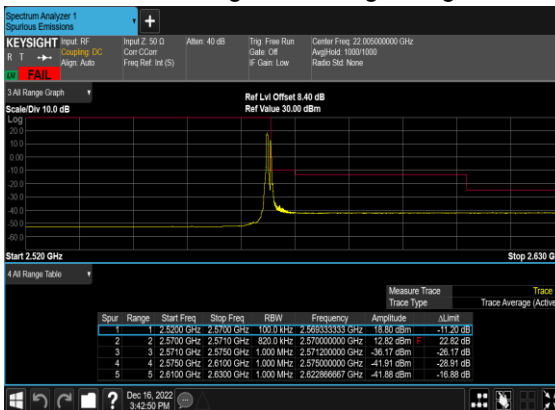 Spectrum Analyzer 1
Spurious Emissions
KEYSIGHT
R T
LV FAIL
Input: RF
Coupling: DC
Align: Auto
Input Z: 50 Ω
Corr CCorr
Freq Ref: Int (S)
Atten: 40 dB
Trig: Free Run
Gate: Off
IF Gain: Low
Center Freq: 22.005000000 GHz
Avg|Hold: 1000/1000
Radio Std: None
3 All Range Graph
Scale/Div 10.0 dB
Ref Lvl Offset 8.40 dB
Ref Value 30.00 dBm
Log
20.0
10.0
0.00
-10.0
-20.0
-30.0
-40.0
-50.0
-60.0
Start 2.520 GHz
Stop 2.630 G
4 All Range Table
Measure Trace Trace
Trace Type Trace Average (Active
Spur Range Start Freq Stop Freq RBW Frequency Amplitude ΔLimit
1 1 2.5200 GHz 2.5700 GHz 100.0 kHz 2.569333333 GHz 18.80 dBm -11.20 dB
2 2 2.5700 GHz 2.5710 GHz 820.0 kHz 2.570000000 GHz 12.82 dBm F 22.82 dB
3 3 2.5710 GHz 2.5750 GHz 1.000 MHz 2.571200000 GHz -36.17 dBm -26.17 dB
4 4 2.5750 GHz 2.6100 GHz 1.000 MHz 2.575000000 GHz -41.91 dBm -28.91 dB
5 5 2.6100 GHz 2.6300 GHz 1.000 MHz 2.622866667 GHz -41.88 dBm -16.88 dB
Dec 16, 2022
3:42:50 PM